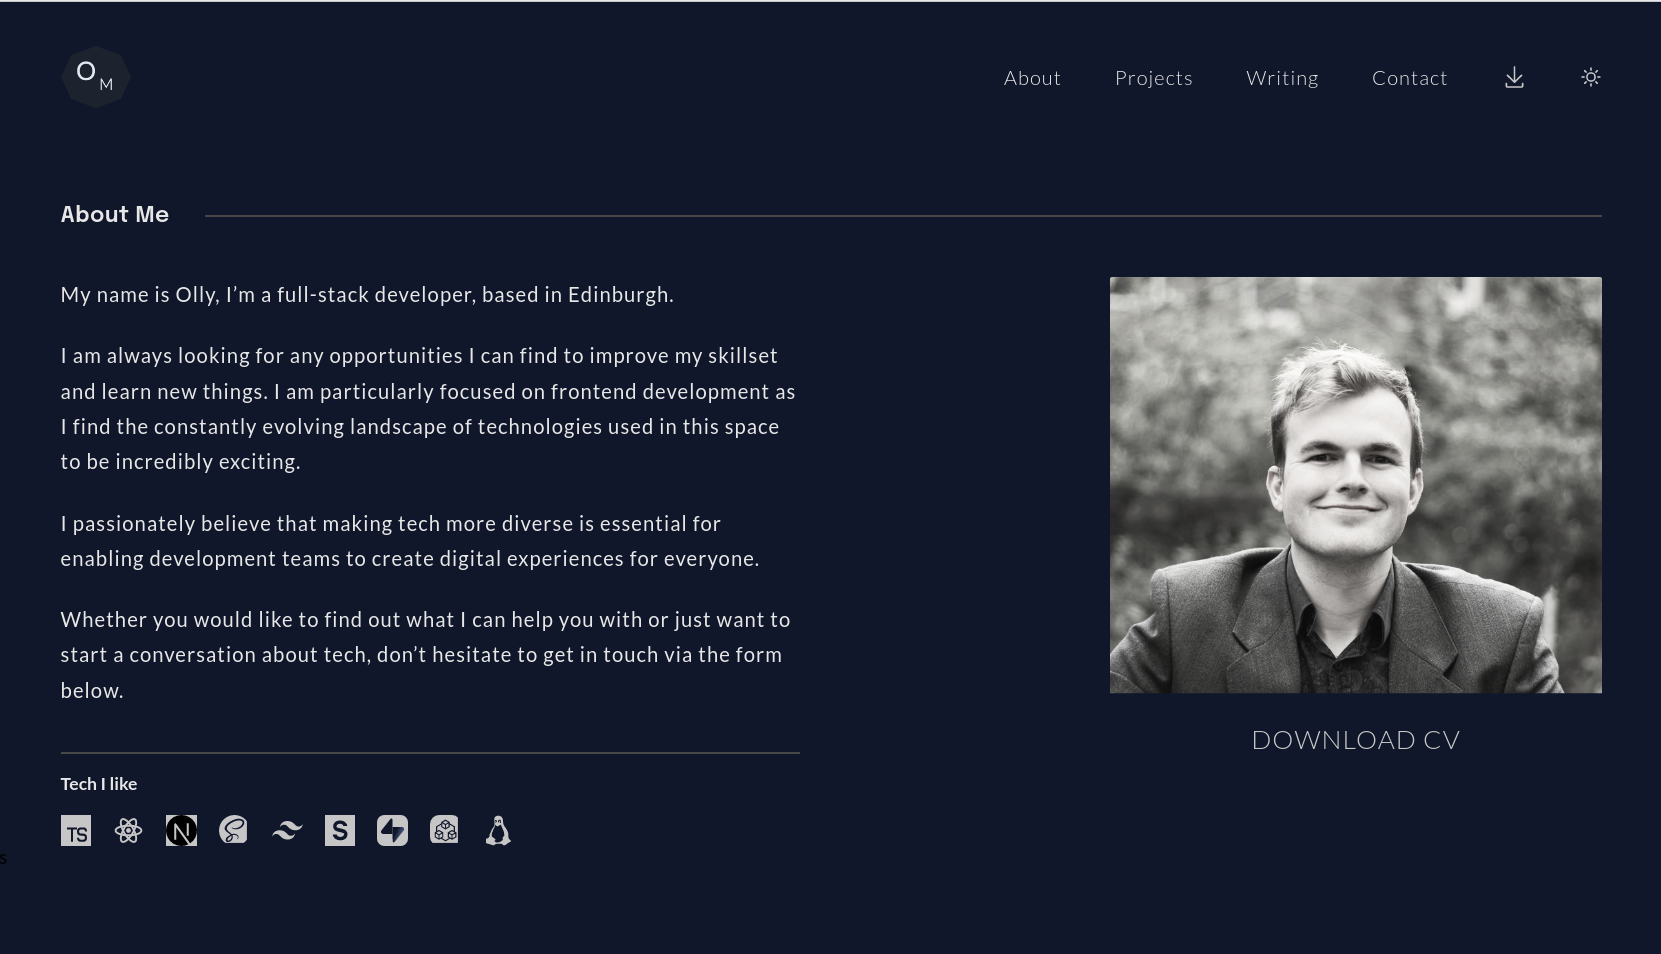 O M
About Projects Writing Contact
About Me
My name is Olly, I’m a full-stack developer, based in Edinburgh.
I am always looking for any opportunities I can find to improve my skillset
and learn new things. I am particularly focused on frontend development as
I find the constantly evolving landscape of technologies used in this space
to be incredibly exciting.
I passionately believe that making tech more diverse is essential for
enabling development teams to create digital experiences for everyone.
Whether you would like to find out what I can help you with or just want to
start a conversation about tech, don’t hesitate to get in touch via the form
below.
DOWNLOAD CV
Tech I like
TS N S
s